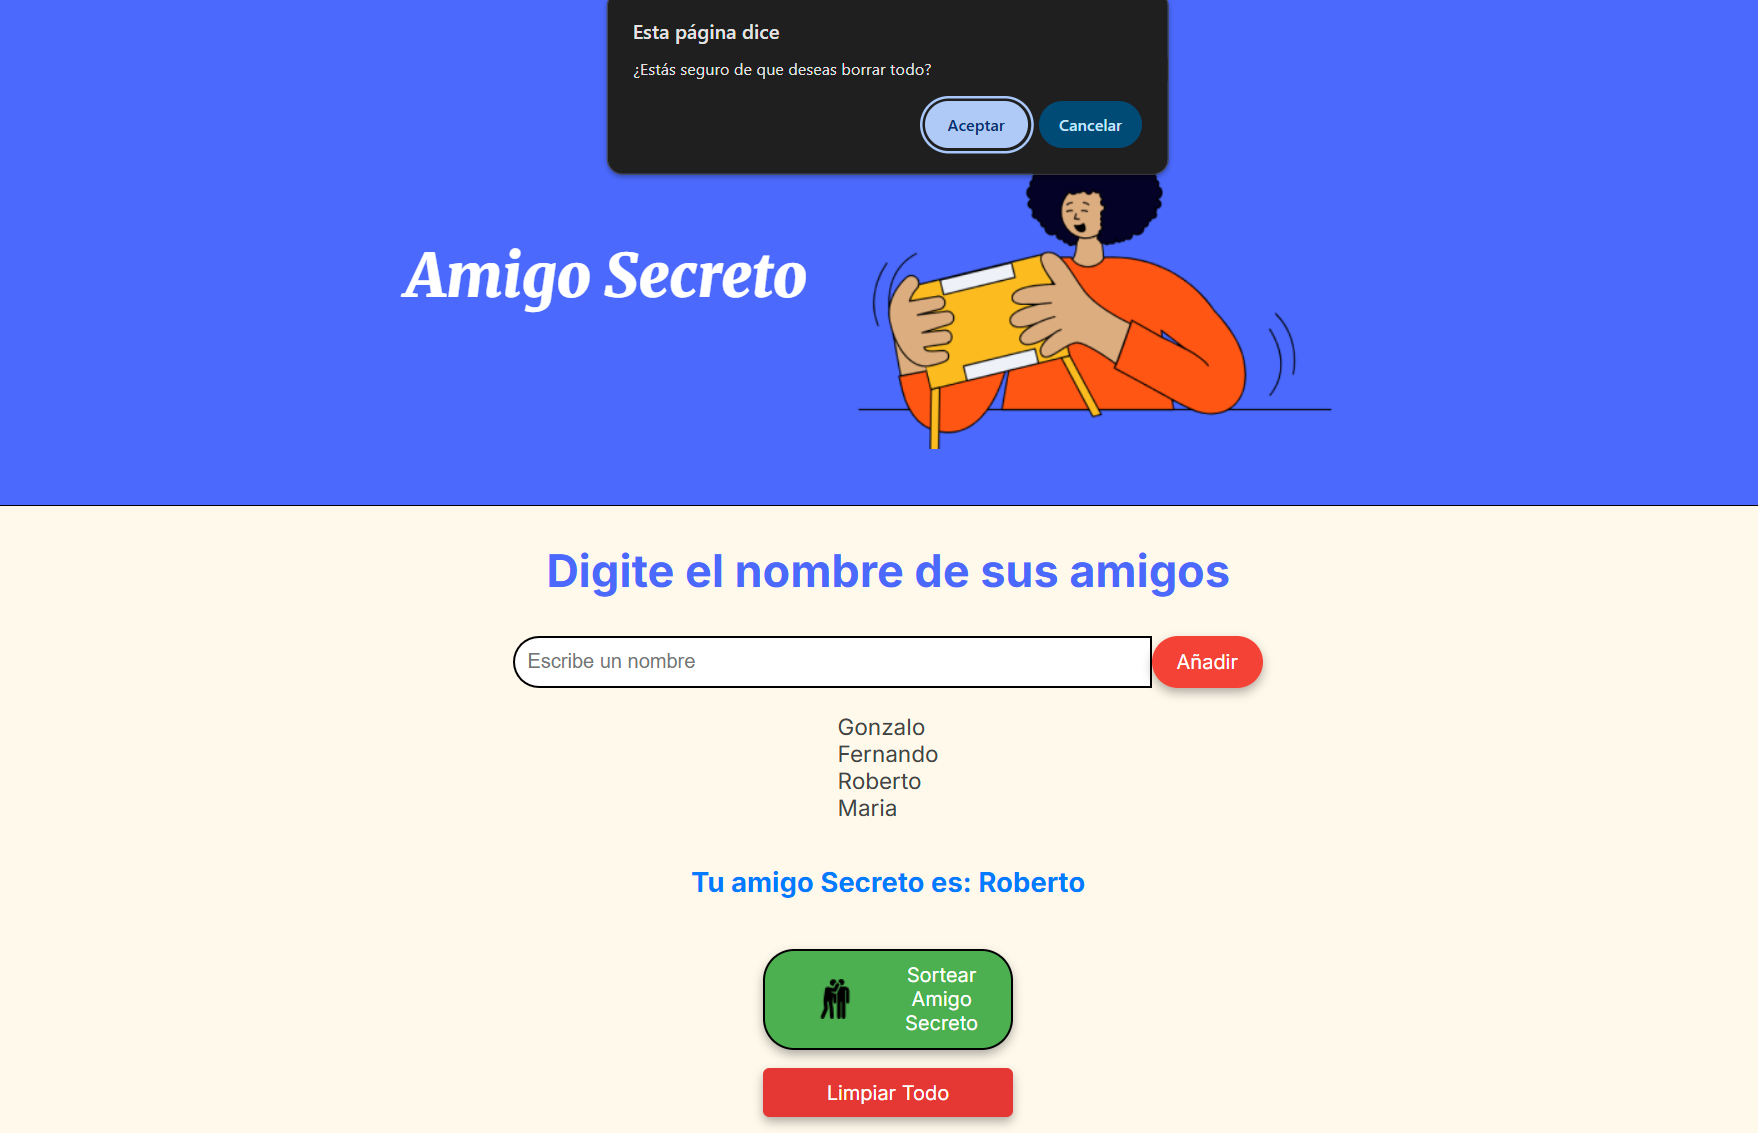 Esta página dice
¿Estás seguro de que deseas borrar todo?
Aceptar
Cancelar
Amigo Secreto
Digite el nombre de sus amigos
Escribe un nombre
Añadir
Gonzalo
Fernando
Roberto
Maria
Tu amigo Secreto es: Roberto
Sortear
Amigo
Secreto
Limpiar Todo